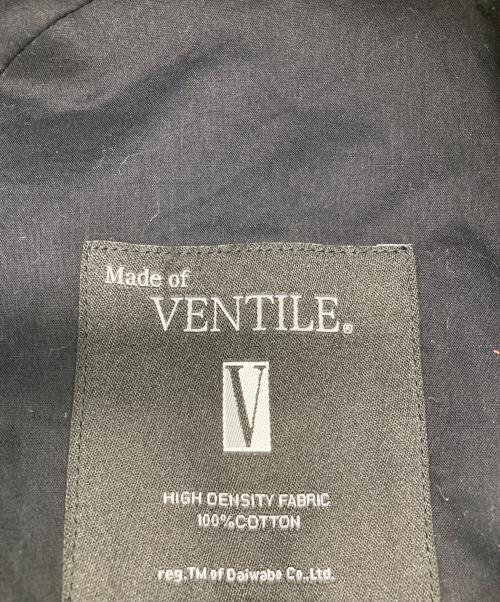 Made of
VENTILE®
V
HIGH DENSITY FABRIC
100%COTTON
reg.TM of Daiwabo Co.,Ltd.